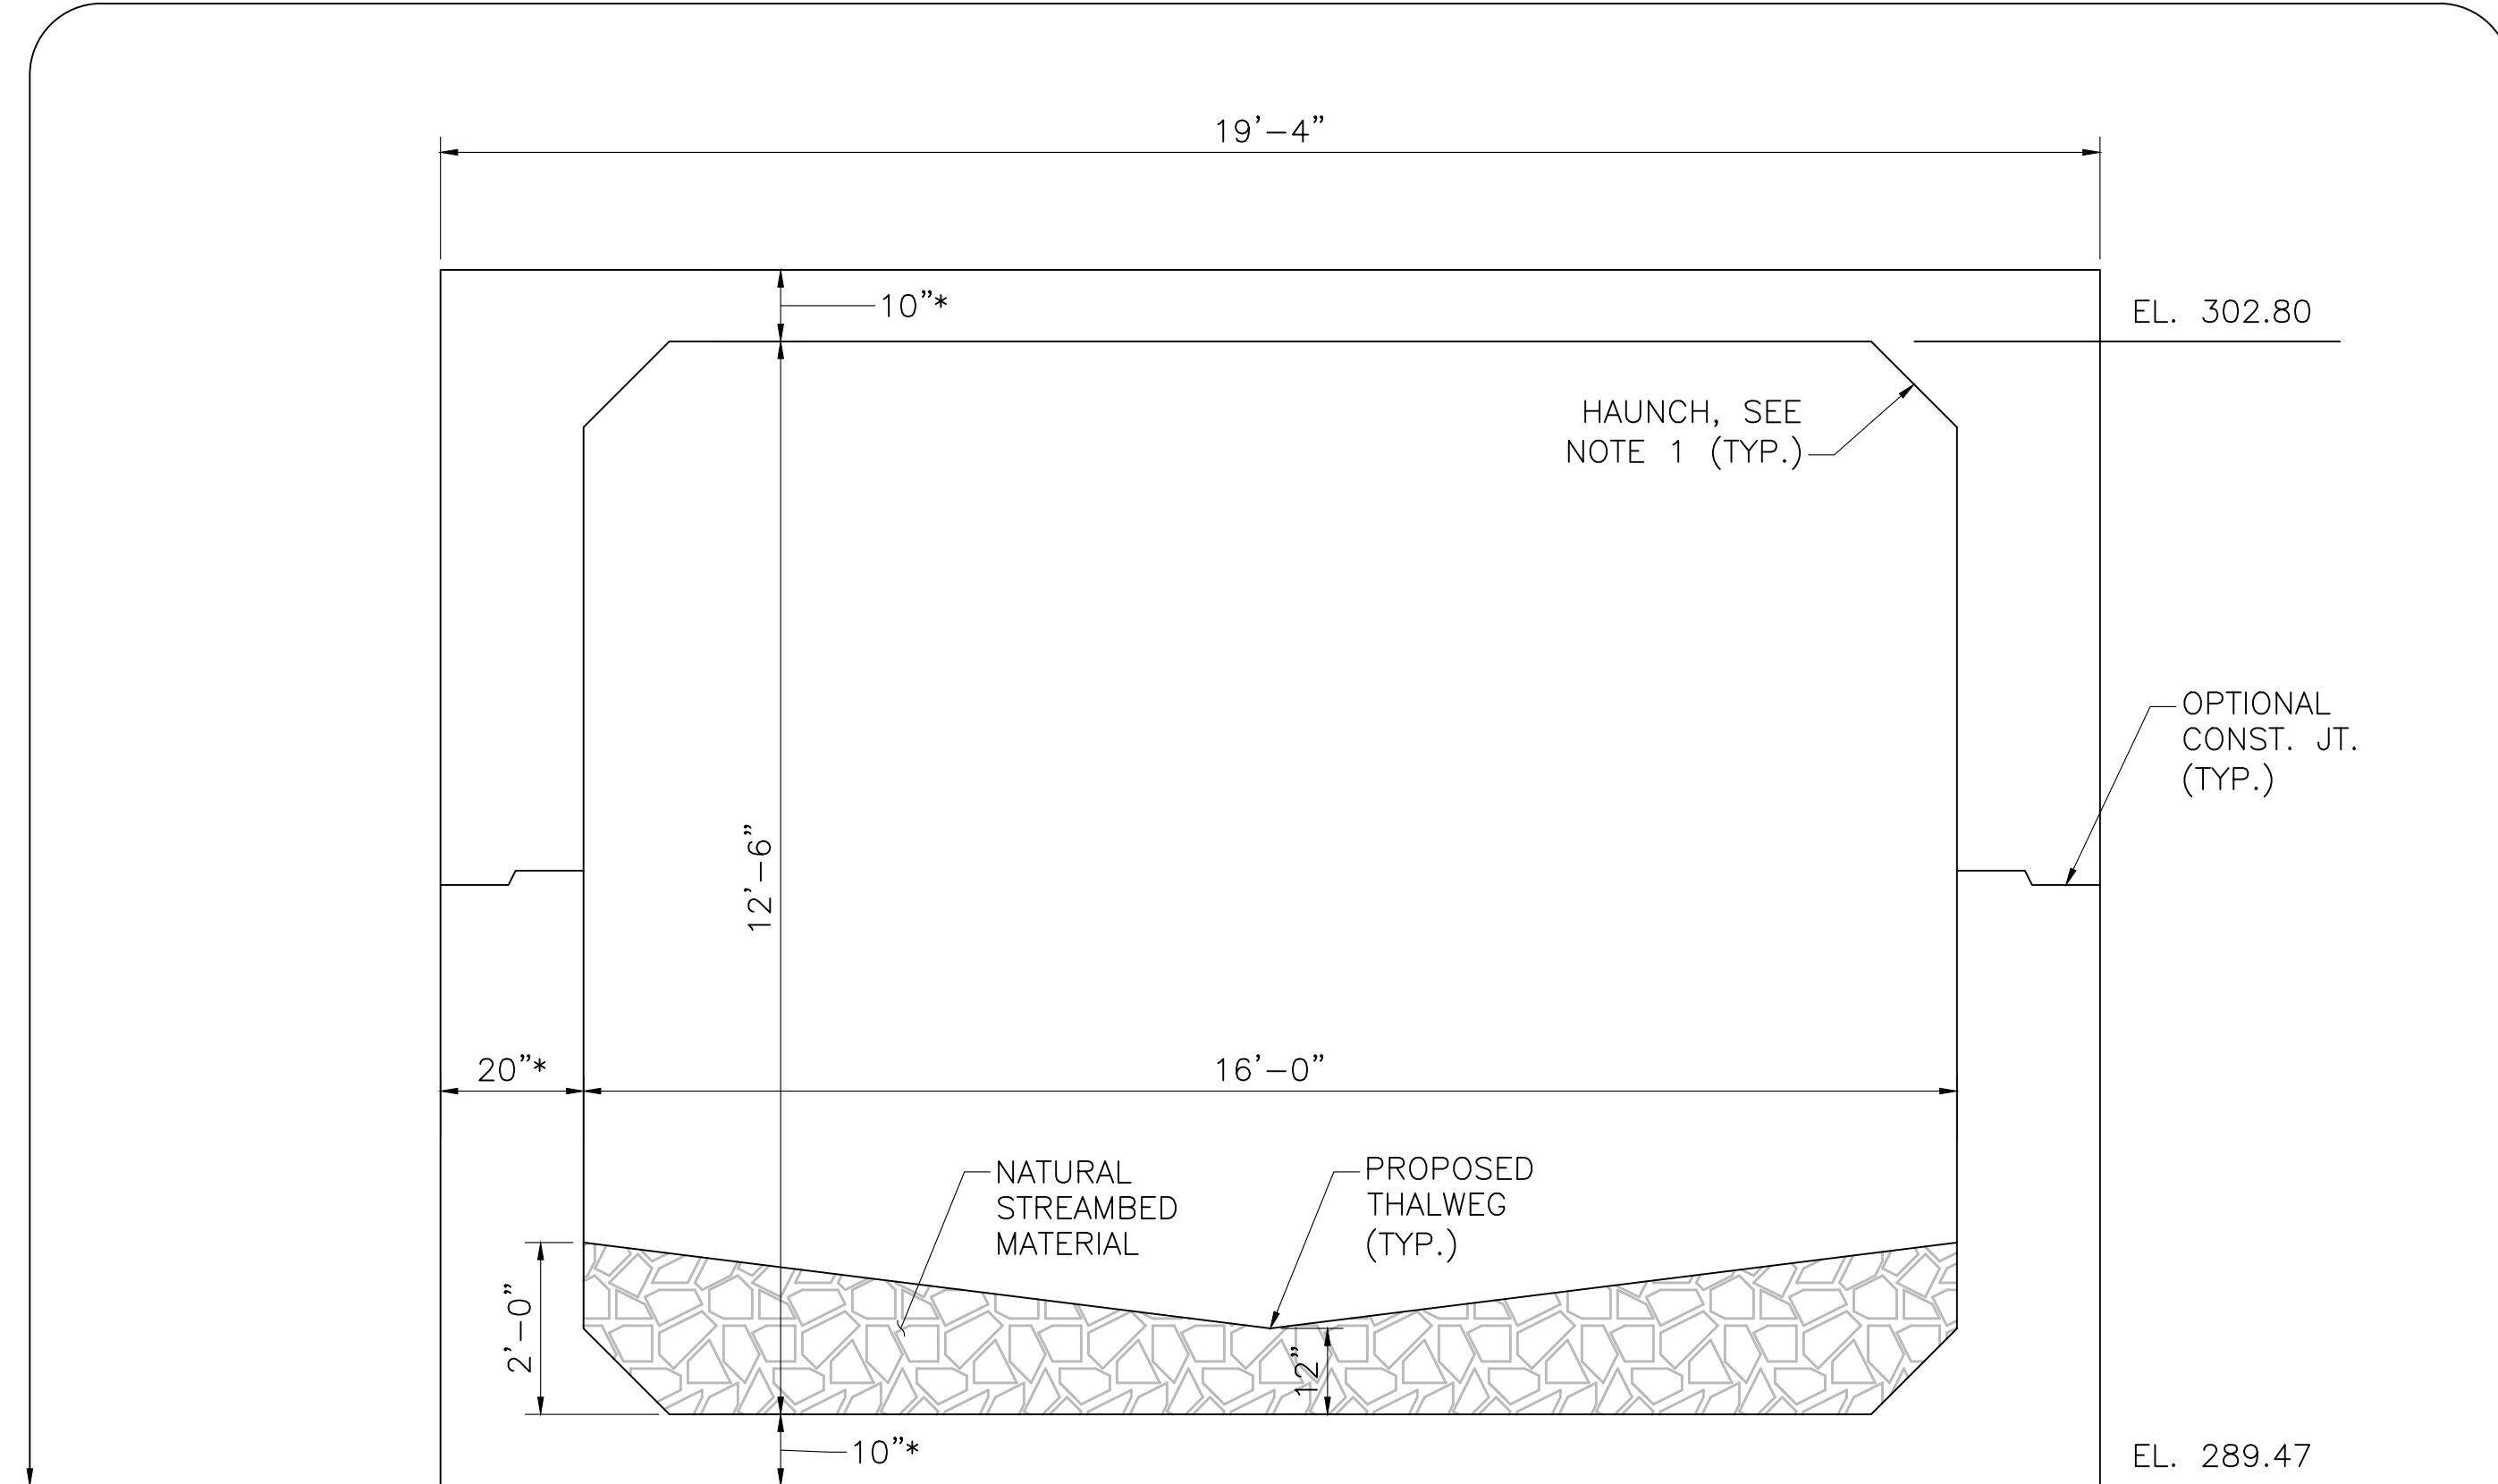 19'-4"
10"*
EL. 302.80
HAUNCH, SEE
NOTE 1 (TYP.)
OPTIONAL
CONST. JT.
(TYP.)
12'-6"
20"*
16'-0"
NATURAL
STREAMBED
MATERIAL
PROPOSED
THALWEG
(TYP.)
2'-0"
12"
10"*
EL. 289.47